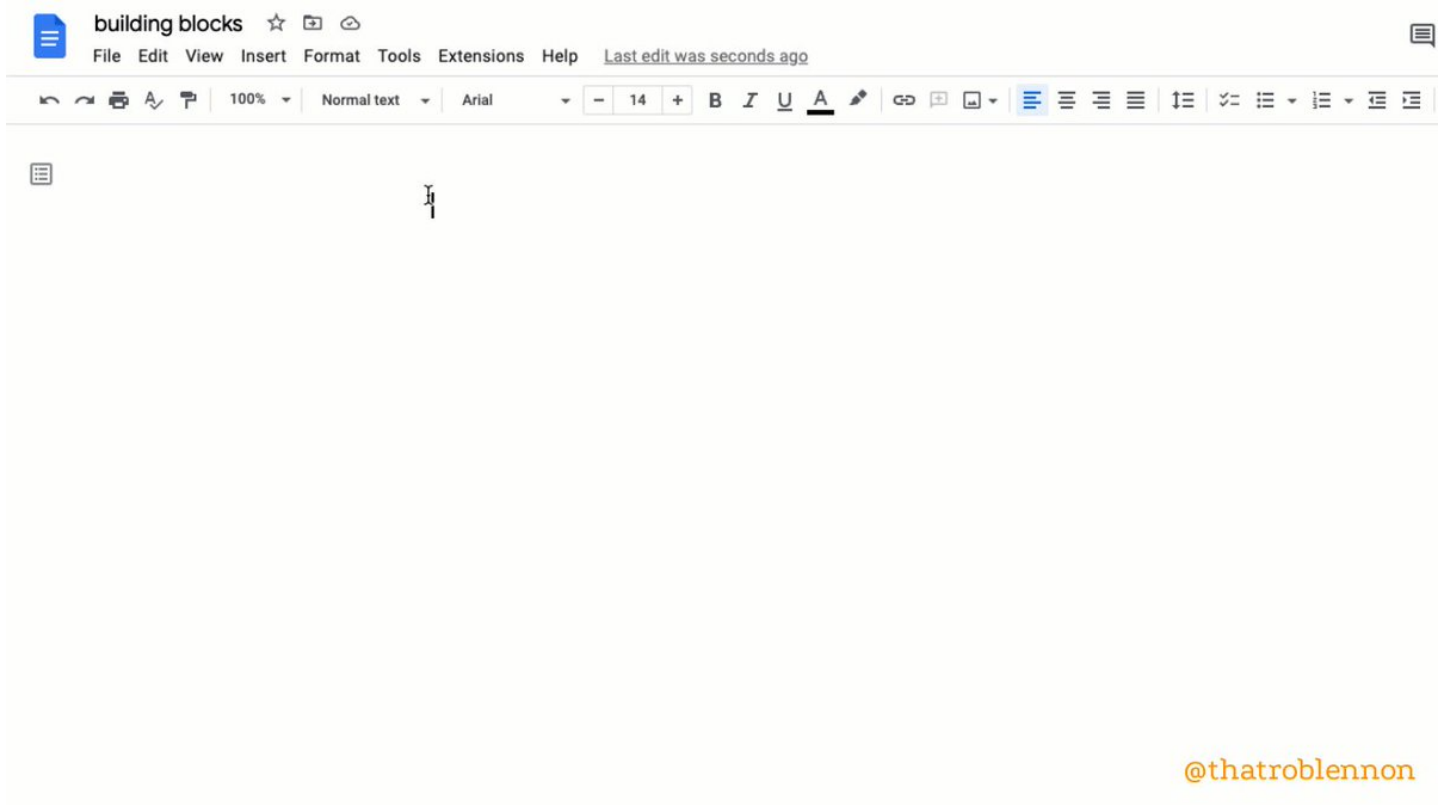 building blocks
File Edit View Insert Format Tools Extensions Help Last edit was seconds ago
100% Normal text Arial − 14 + B I U A
@thatroblennon